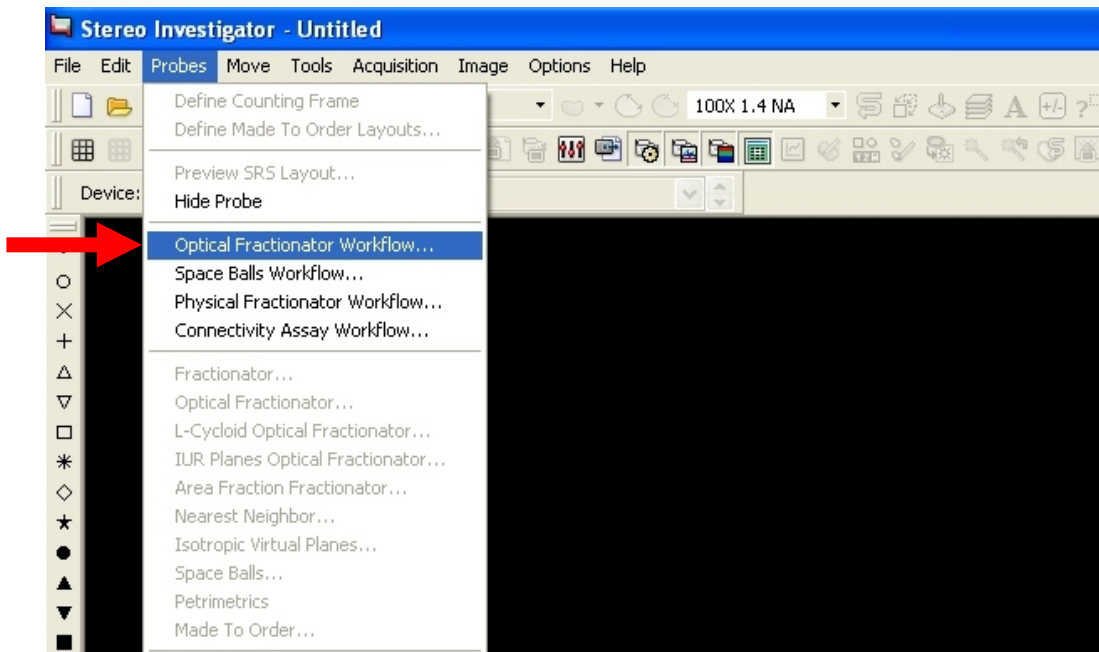 Stereo Investigator - Untitled
File Edit Probes Move Tools Acquisition Image Options Help
100X 1.4 NA
A +/- ?
Device:
Define Counting Frame
Define Made To Order Layouts...
Preview SRS Layout...
Hide Probe
Optical Fractionator Workflow...
Space Balls Workflow...
Physical Fractionator Workflow...
Connectivity Assay Workflow...
Fractionator...
Optical Fractionator...
L-Cycloid Optical Fractionator...
IUR Planes Optical Fractionator...
Area Fraction Fractionator...
Nearest Neighbor...
Isotropic Virtual Planes...
Space Balls...
Petrimetrics
Made To Order...